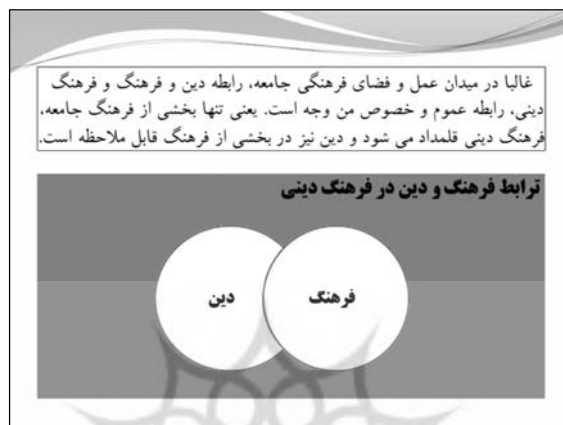 غالبا در میدان عمل و فضای فرهنگی جامعه، رابطه دین و فرهنگ و فرهنگ
دینی، رابطه عموم و خصوص من وجه است. یعنی تنها بخشی از فرهنگ جامعه،
فرهنگ دینی قلمداد می شود و دین نیز در بخشی از فرهنگ قابل ملاحظه است.
ترابط فرهنگ و دین در فرهنگ دینی
فرهنگ
دین